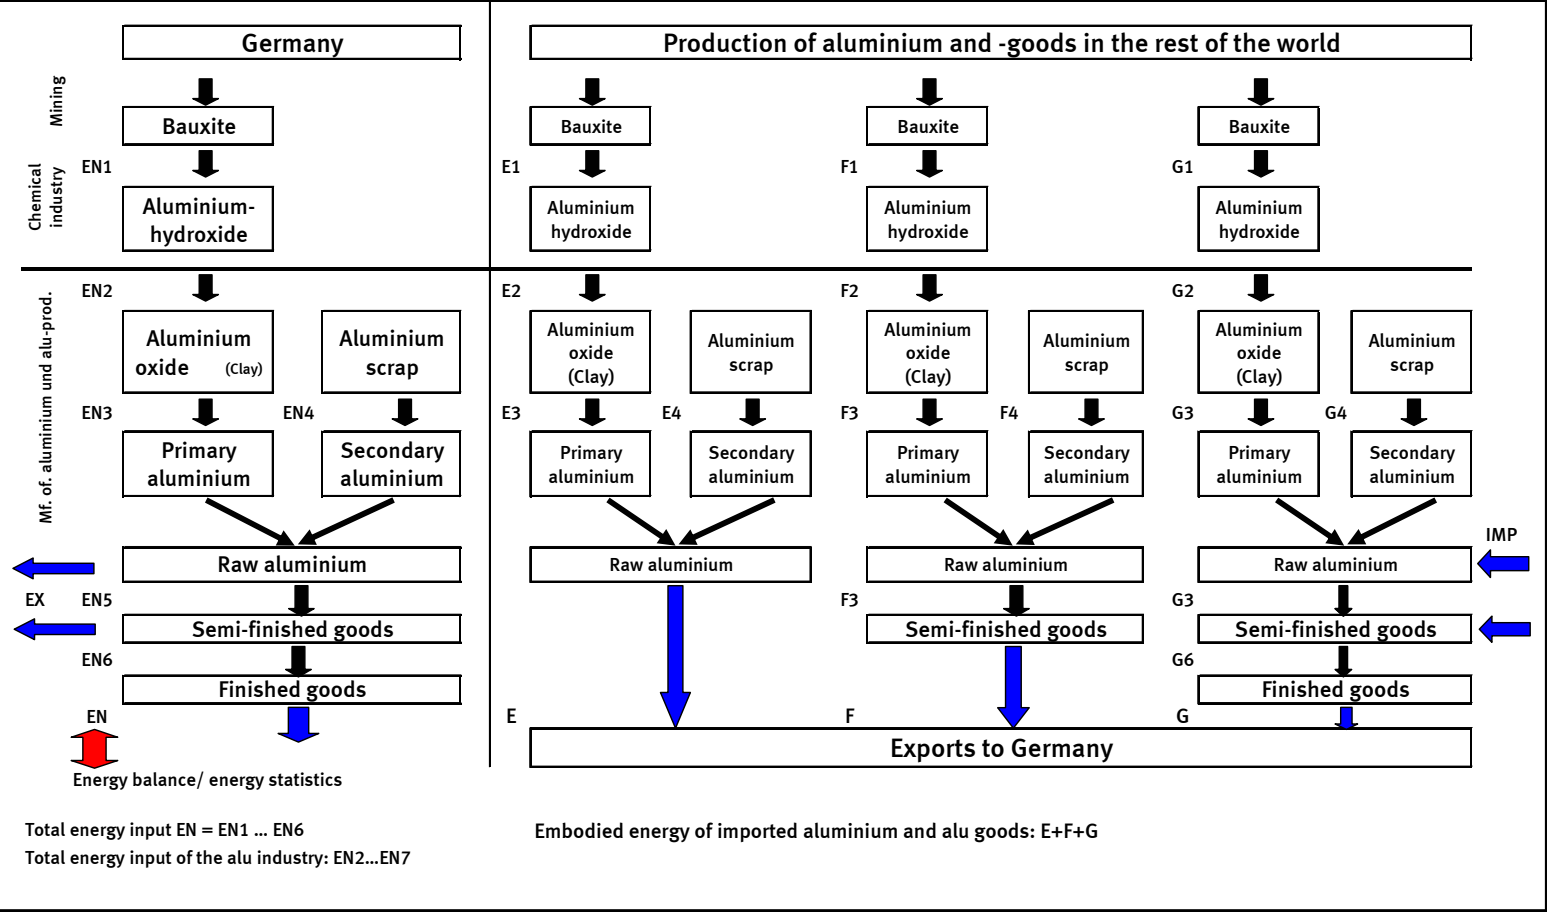 Germany
Production of aluminium and -goods in the rest of the world
Mining
Bauxite
Bauxite
Bauxite
Bauxite
Chemical
industry
EN1
E1
F1
G1
Aluminium-
hydroxide
Aluminium
hydroxide
Aluminium
hydroxide
Aluminium
hydroxide
Mf. of. aluminium und alu-prod.
EN2
E2
F2
G2
Aluminium
oxide (Clay)
Aluminium
scrap
Aluminium
oxide
(Clay)
Aluminium
scrap
Aluminium
oxide
(Clay)
Aluminium
scrap
Aluminium
oxide
(Clay)
Aluminium
scrap
EN3
EN4
E3
E4
F3
F4
G3
G4
Primary
aluminium
Secondary
aluminium
Primary
aluminium
Secondary
aluminium
Primary
aluminium
Secondary
aluminium
Primary
aluminium
Secondary
aluminium
IMP
Raw aluminium
Raw aluminium
Raw aluminium
Raw aluminium
EX
EN5
F3
G3
Semi-finished goods
Semi-finished goods
Semi-finished goods
EN6
G6
Finished goods
Finished goods
EN
E
F
G
Exports to Germany
Energy balance/ energy statistics
Total energy input EN = EN1 ... EN6
Embodied energy of imported aluminium and alu goods: E+F+G
Total energy input of the alu industry: EN2...EN7